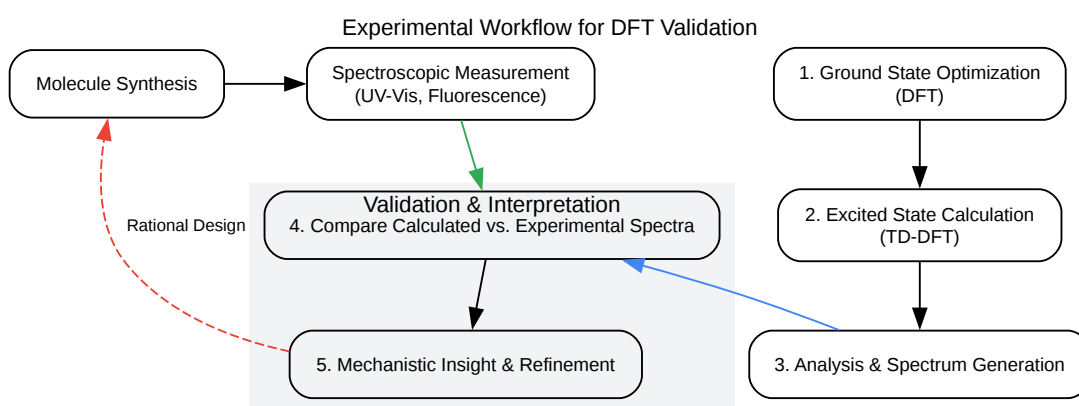 Experimental Workflow for DFT Validation
Molecule Synthesis
Spectroscopic Measurement
(UV-Vis, Fluorescence)
1. Ground State Optimization
(DFT)
Validation & Interpretation
4. Compare Calculated vs. Experimental Spectra
2. Excited State Calculation
(TD-DFT)
Rational Design
5. Mechanistic Insight & Refinement
3. Analysis & Spectrum Generation